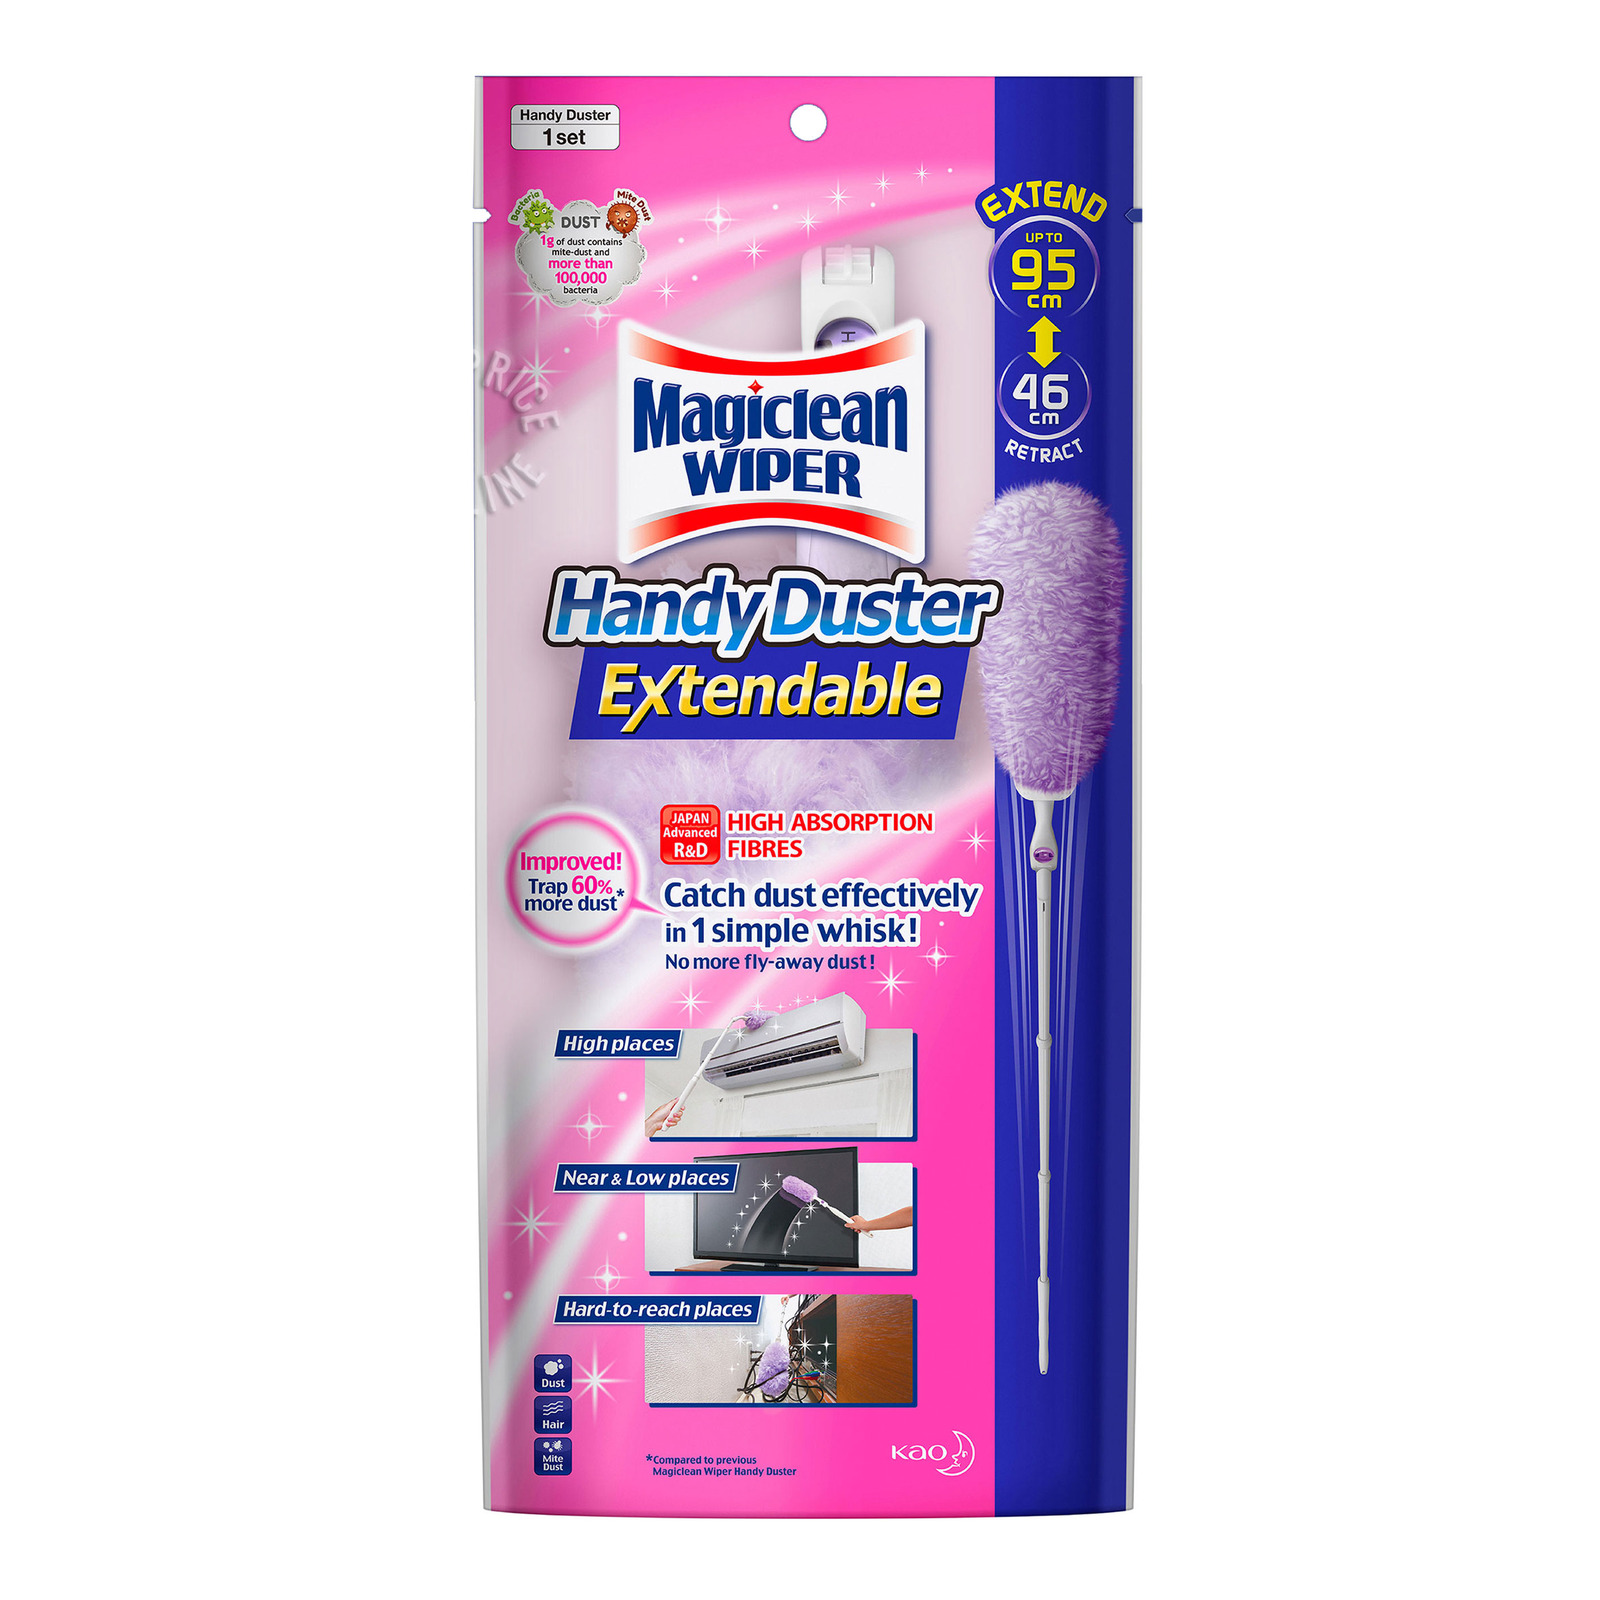 Handy Duster
1 set
Bacteria
Mite Dust
DUST
1g of dust contains
mite-dust and
more than
100,000
bacteria
EXTEND
UP TO
95
cm
46
cm
RETRACT
PRICE
LINE
H
Magiclean
WIPER
Handy Duster
Extendable
JAPAN
Advanced
R&D
HIGH ABSORPTION
FIBRES
Improved!
Trap 60%
more dust*
Catch dust effectively
in 1 simple whisk!
No more fly-away dust!
High places
Near & Low places
Hard-to-reach places
Dust
Hair
Mite
Dust
*Compared to previous
Magiclean Wiper Handy Duster
Kao